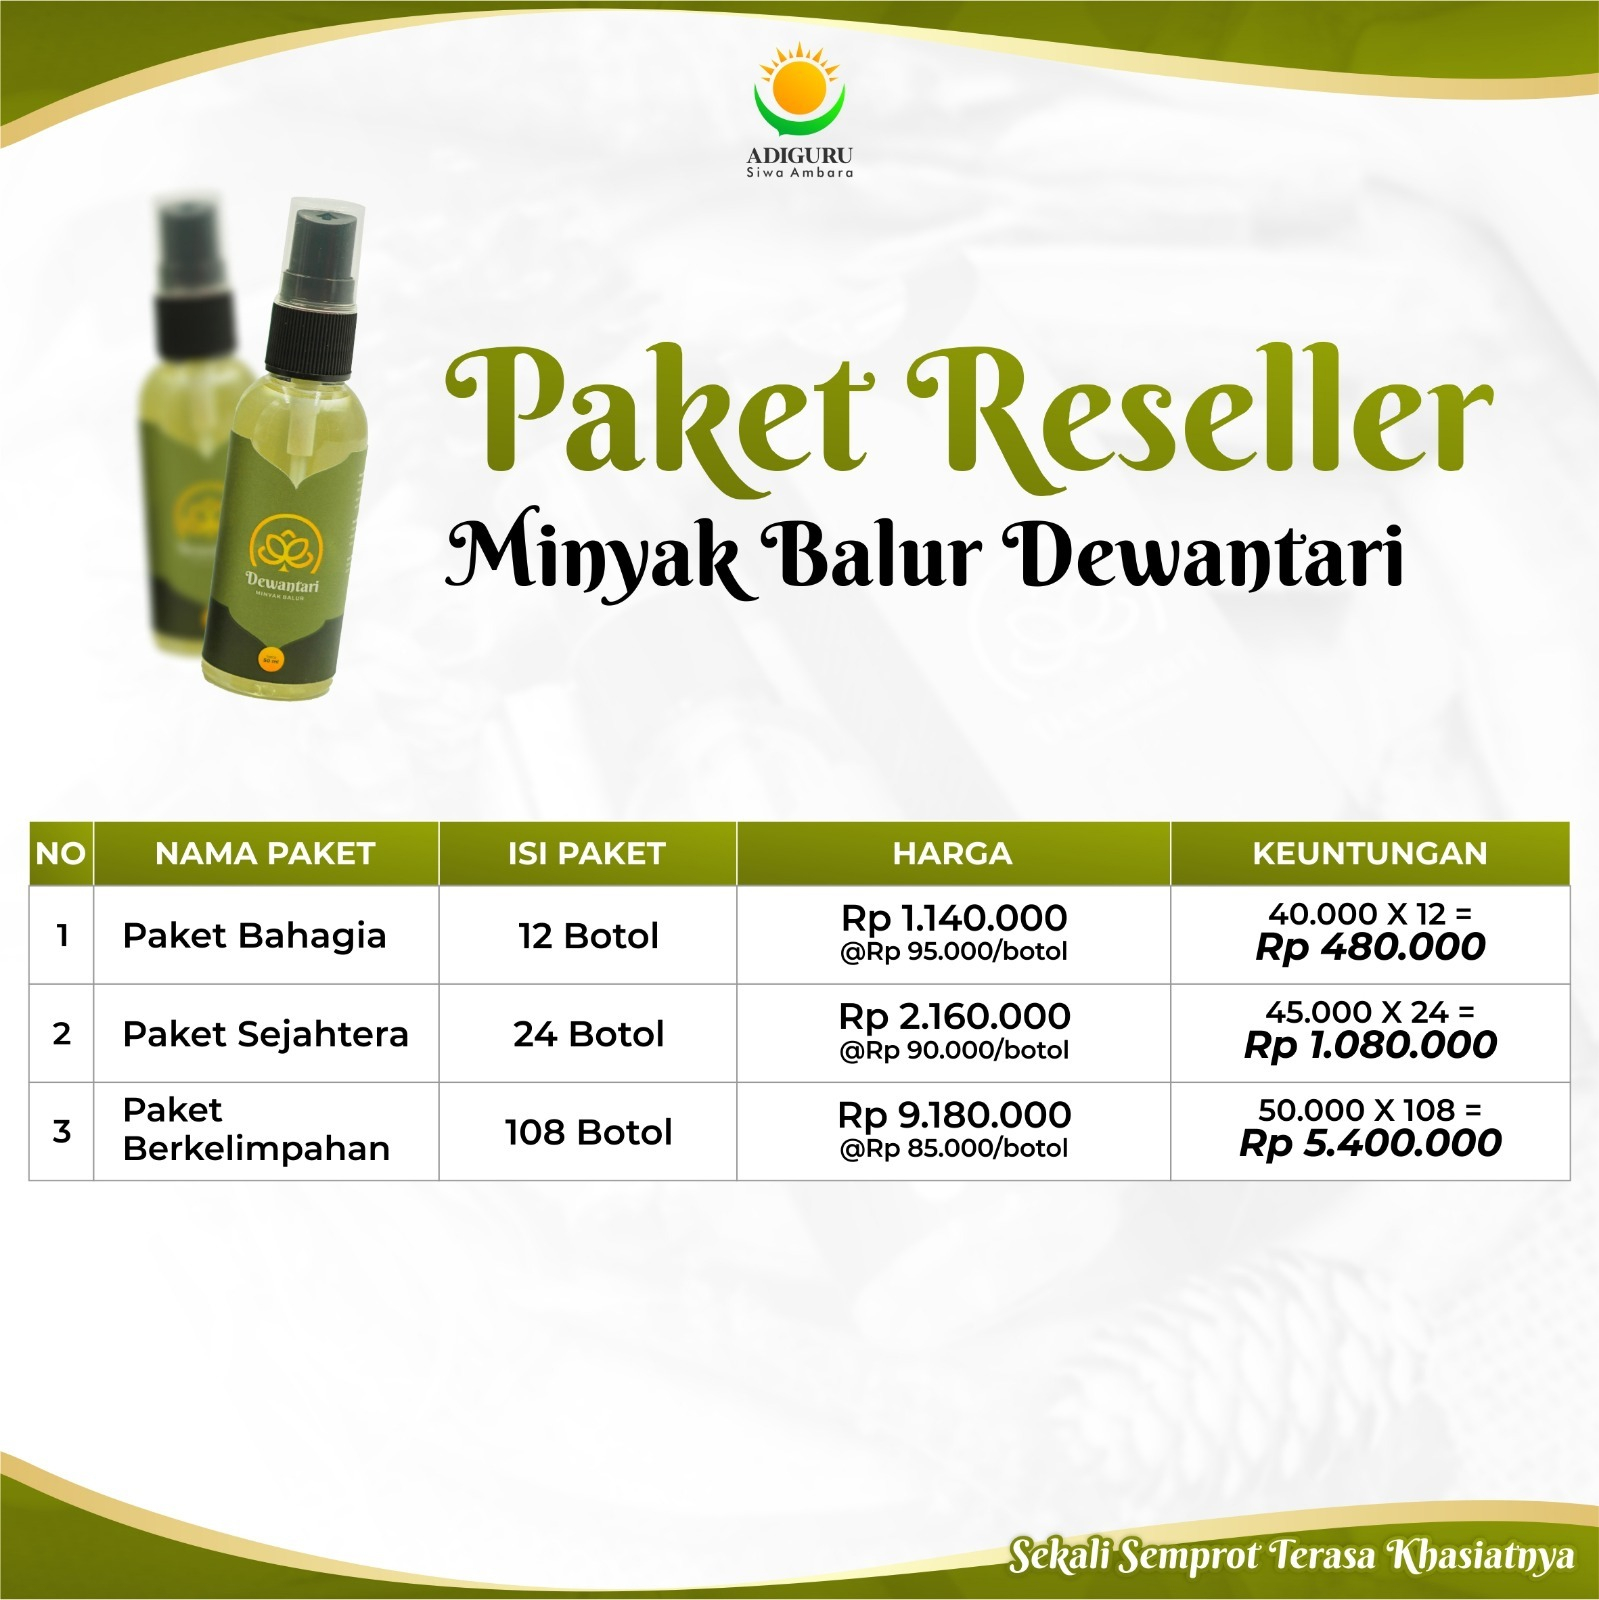 ADIGURU
Siwa Ambara
Paket Reseller
Minyak Balur Dewantari
Dewantari
MINYAK BALUR
50 ml
NO NAMA PAKET ISI PAKET HARGA KEUNTUNGAN
1 Paket Bahagia 12 Botol Rp 1.140.000 @Rp 95.000/botol 40.000 X 12 = Rp 480.000
2 Paket Sejahtera 24 Botol Rp 2.160.000 @Rp 90.000/botol 45.000 X 24 = Rp 1.080.000
3 Paket Berkelimpahan 108 Botol Rp 9.180.000 @Rp 85.000/botol 50.000 X 108 = Rp 5.400.000
Sekali Semprot Terasa Khasiatnya